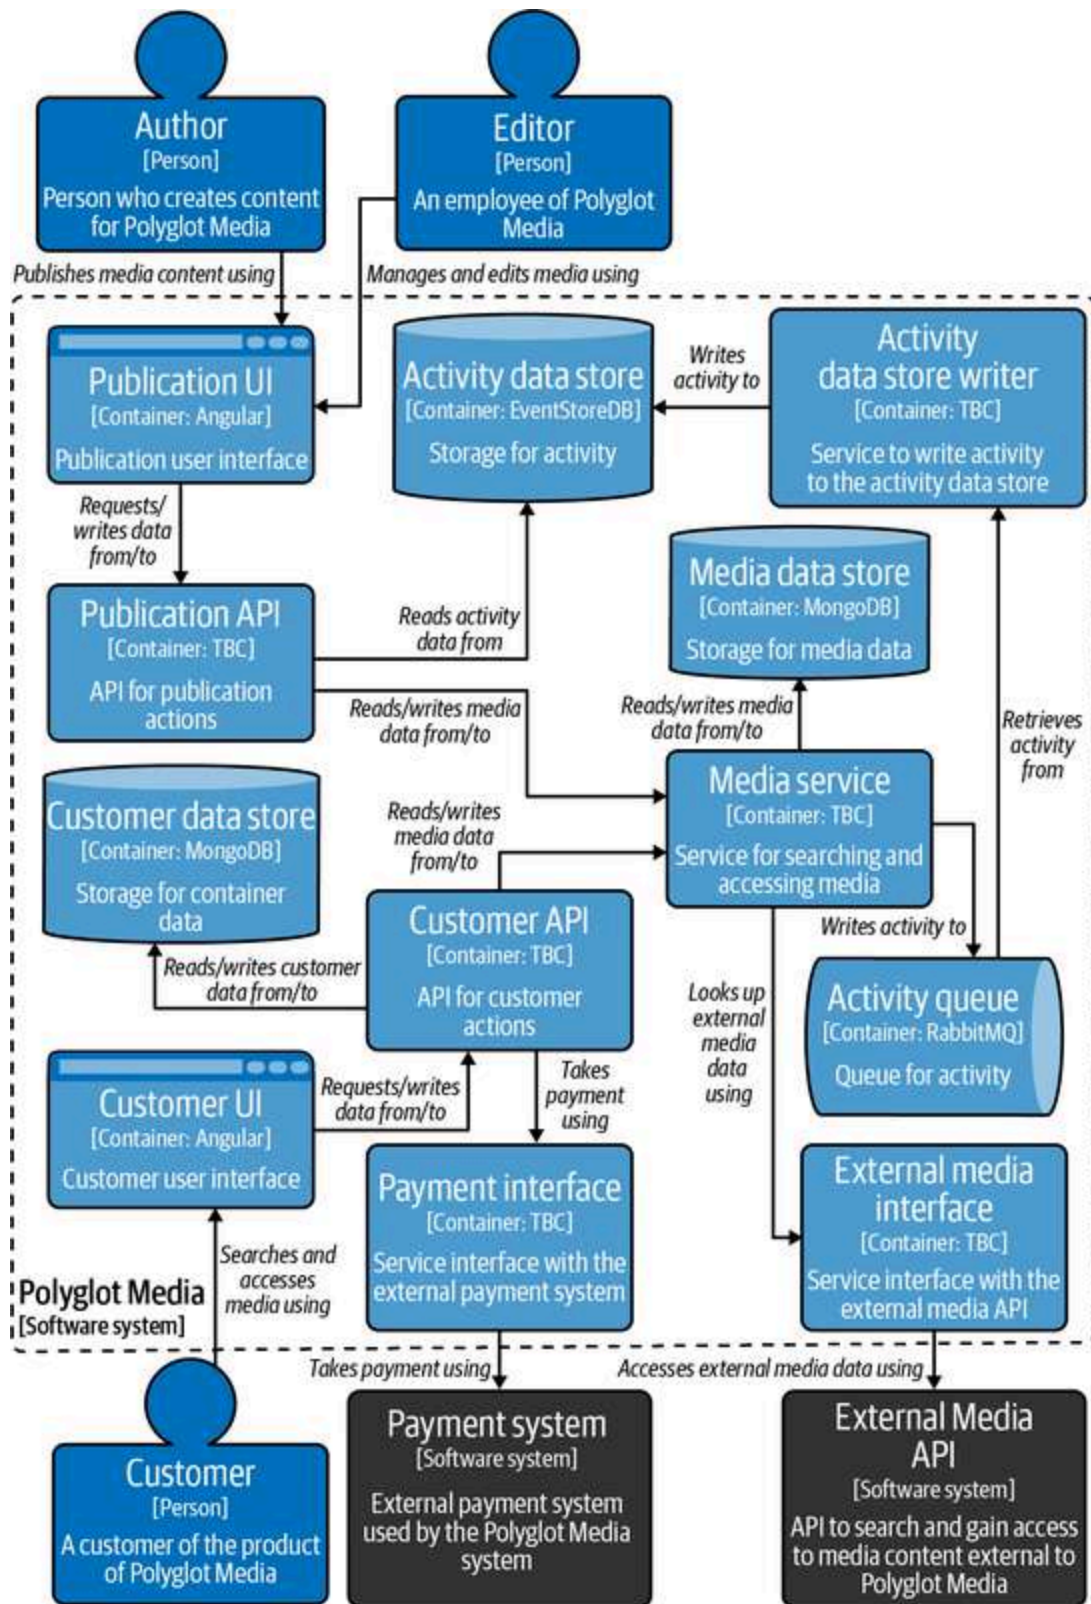 Author
[Person]
Person who creates content
for Polyglot Media
Editor
[Person]
An employee of Polyglot
Media
Publishes media content using
Manages and edits media using
Publication UI
[Container: Angular]
Publication user interface
Activity data store
[Container: EventStoreDB]
Storage for activity
Writes
activity to
Activity
data store writer
[Container: TBC]
Service to write activity
to the activity data store
Requests/
writes data
from/to
Media data store
[Container: MongoDB]
Storage for media data
Publication API
[Container: TBC]
API for publication
actions
Reads activity
data from
Reads/writes media
data from/to
Reads/writes media
data from/to
Retrieves
activity
from
Customer data store
[Container: MongoDB]
Storage for container
data
Reads/writes
media data
from/to
Media service
[Container: TBC]
Service for searching and
accessing media
Customer API
[Container: TBC]
API for customer
actions
Reads/writes customer
data from/to
Writes activity to
Looks up
external
media
data
using
Activity queue
[Container: RabbitMQ]
Queue for activity
Customer UI
[Container: Angular]
Customer user interface
Requests/writes
data from/to
Takes
payment
using
Payment interface
[Container: TBC]
Service interface with the
external payment system
External media
interface
[Container: TBC]
Service interface with the
external media API
Searches and
accesses
media using
Polyglot Media
[Software system]
Takes payment using
Accesses external media data using
Customer
[Person]
A customer of the product
of Polyglot Media
Payment system
[Software system]
External payment system
used by the Polyglot Media
system
External Media
API
[Software system]
API to search and gain access
to media content external to
Polyglot Media